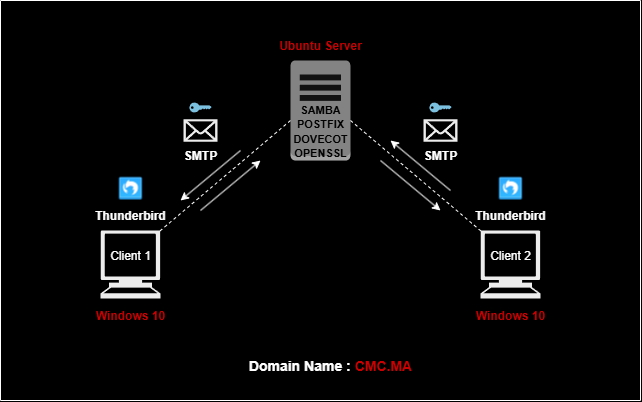 Ubuntu Server
SAMBA
POSTFIX
DOVECOT
OPENSSL
SMTP
SMTP
Thunderbird
Thunderbird
Client 1
Client 2
Windows 10
Windows 10
Domain Name : CMC.MA